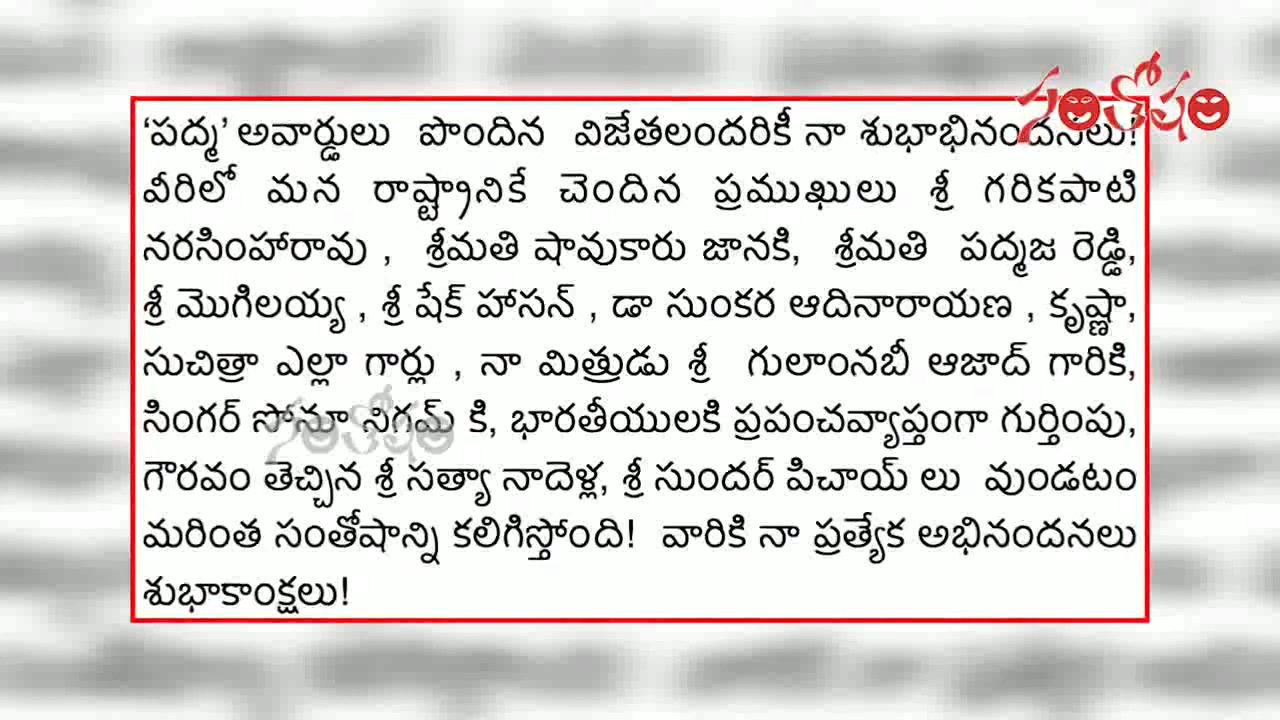 సంతోషం
‘పద్మ’ అవార్డులు పొందిన విజేతలందరికీ నా శుభాభినందనలు!
వీరిలో మన రాష్ట్రానికే చెందిన ప్రముఖులు శ్రీ గరికపాటి
నరసింహారావు , శ్రీమతి షావుకారు జానకి, శ్రీమతి పద్మజ రెడ్డి,
శ్రీ మొగిలయ్య , శ్రీ షేక్ హాసన్ , డా సుంకర ఆదినారాయణ , కృష్ణా,
సుచిత్రా ఎల్లా గార్లు , నా మిత్రుడు శ్రీ గులాంనబీ ఆజాద్ గారికి,
సింగర్ సోనూ నిగమ్ కి, భారతీయులకి ప్రపంచవ్యాప్తంగా గుర్తింపు,
గౌరవం తెచ్చిన శ్రీ సత్యా నాదెళ్ల, శ్రీ సుందర్ పిచాయ్ లు వుండటం
మరింత సంతోషాన్ని కలిగిస్తోంది! వారికి నా ప్రత్యేక అభినందనలు
శుభాకాంక్షలు!
సంతోషం